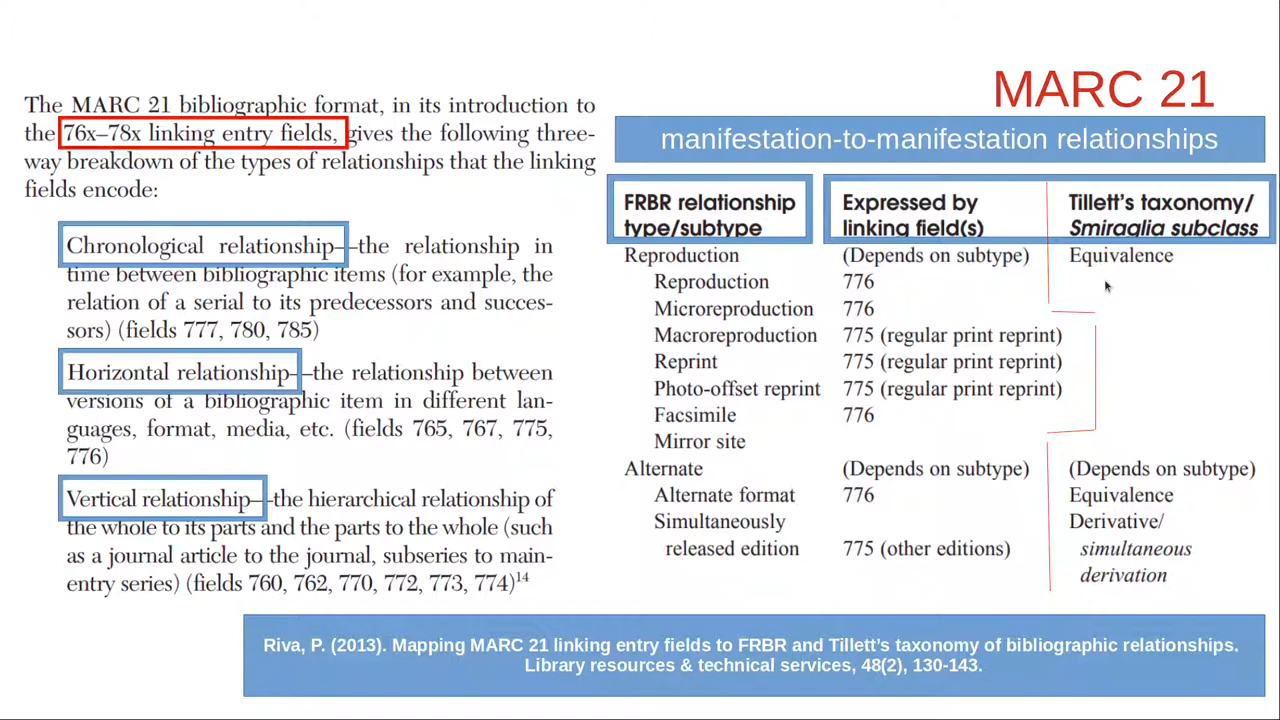 MARC 21
The MARC 21 bibliographic format, in its introduction to
the 76x–78x linking entry fields, gives the following three-
way breakdown of the types of relationships that the linking
fields encode:
Chronological relationship—the relationship in
time between bibliographic items (for example, the
relation of a serial to its predecessors and succes-
sors) (fields 777, 780, 785)
Horizontal relationship—the relationship between
versions of a bibliographic item in different lan-
guages, format, media, etc. (fields 765, 767, 775,
776)
Vertical relationship—the hierarchical relationship of
the whole to its parts and the parts to the whole (such
as a journal article to the journal, subseries to main-
entry series) (fields 760, 762, 770, 772, 773, 774)14
manifestation-to-manifestation relationships
FRBR relationship type/subtype Expressed by linking field(s) Tillett's taxonomy/ Smiraglia subclass
Reproduction (Depends on subtype) Equivalence
Reproduction 776
Microreproduction 776
Macroreproduction 775 (regular print reprint)
Reprint 775 (regular print reprint)
Photo-offset reprint 775 (regular print reprint)
Facsimile 776
Mirror site
Alternate (Depends on subtype) (Depends on subtype)
Alternate format 776 Equivalence
Simultaneously Derivative/
released edition 775 (other editions) simultaneous
derivation
Riva, P. (2013). Mapping MARC 21 linking entry fields to FRBR and Tillett's taxonomy of bibliographic relationships.
Library resources & technical services, 48(2), 130-143.